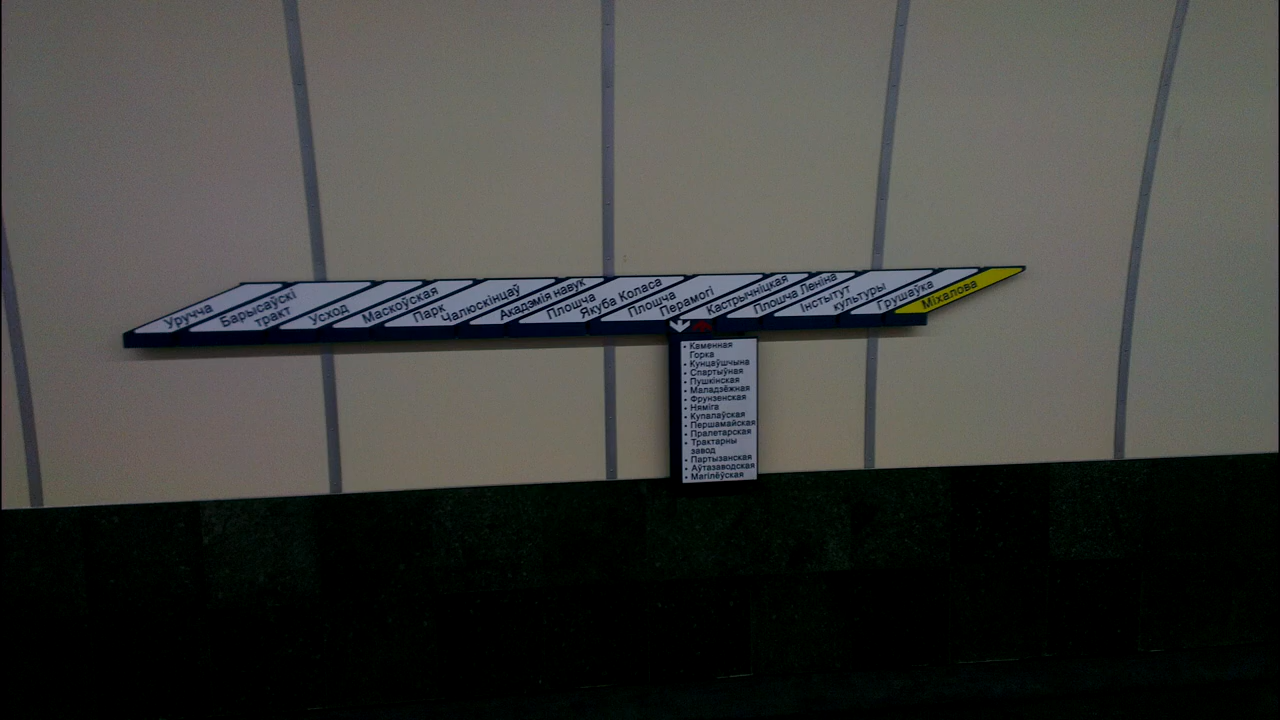 Уручча
Барысаўскі
тракт
Усход
Маскоўская
Парк
Чалюскінцаў
Акадэмія навук
Плошча
Якуба Коласа
Плошча
Перамогі
Кастрычніцкая
Плошча Леніна
Інстытут
культуры
Грушаўка
Міхалова
• Каменная
Горка
• Кунцаўшчына
• Спартыўная
• Пушкінская
• Маладзёжная
• Фрунзенская
• Няміга
• Купалаўская
• Першамайская
• Пралетарская
• Трактарны
завод
• Партызанская
• Аўтазаводская
• Магілёўская